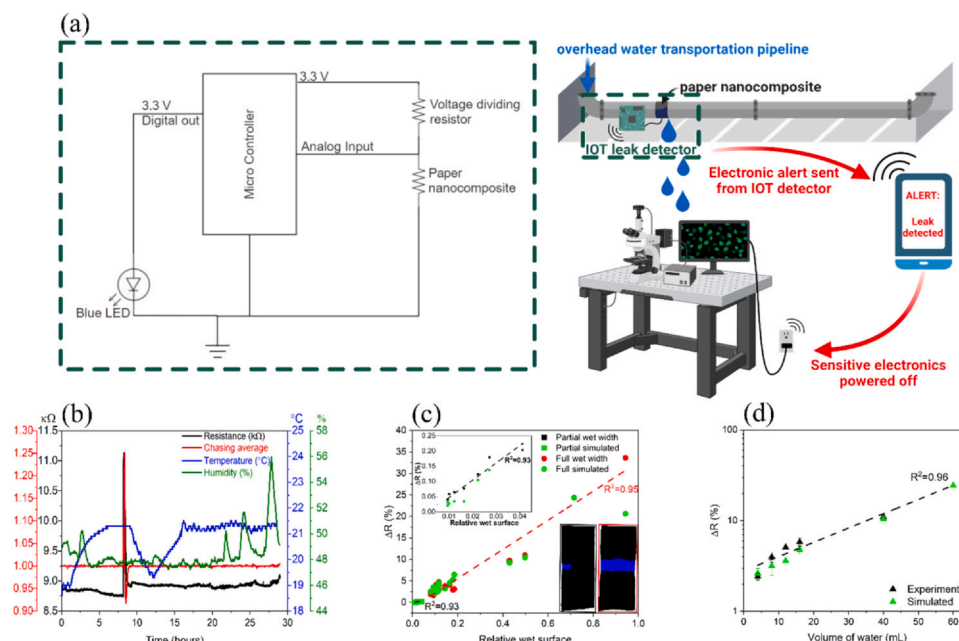 (a)
3.3 V
3.3 V
Digital out
Micro Controller
Analog Input
Voltage dividing
resistor
Paper
nanocomposite
Blue LED
overhead water transportation pipeline
paper nanocomposite
IOT leak detector
Electronic alert sent
from IOT detector
ALERT:
Leak
detected
Sensitive electronics
powered off
(b)
κΩ
°C
%
1.30
1.25
1.20
1.15
1.10
1.05
1.00
0.95
0.90
11.5
11.0
10.5
10.0
9.5
9.0
8.5
Resistance (kΩ)
Chasing average
Temperature (°C)
Humidity (%)
26
25
24
23
22
21
20
19
18
58
56
54
52
50
48
46
44
0 5 10 15 20 25 30
Time (hours)
(c)
ΔR (%)
40
35
30
25
20
15
10
5
0
0.25
0.20
0.15
0.10
0.05
0.00
ΔR (%)
R²=0.93
0.01 0.02 0.03 0.04
Relative wet surface
Partial wet width
Partial simulated
Full wet width
Full simulated
R²=0.95
R²=0.93
0.0 0.2 0.4 0.6 0.8 1.0
Relative wet surface
(d)
ΔR (%)
100
10
1
R²=0.96
Experiment
Simulated
0 10 20 30 40 50 60
Volume of water (mL)